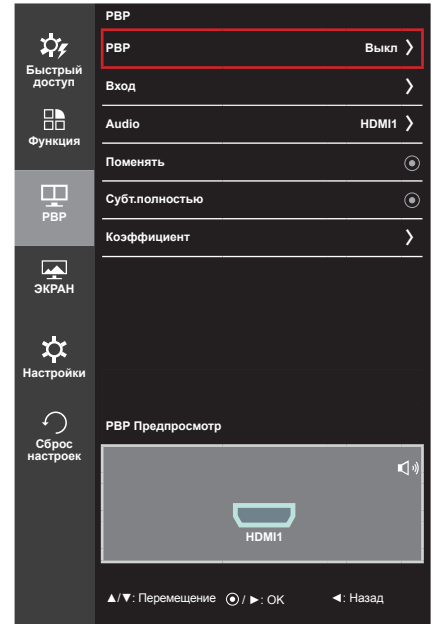 PBP
PBP Выкл
Вход
Audio HDMI1
Поменять
Субт.полностью
Коэффициент
PBP Предпросмотр
HDMI1
▲/▼: Перемещение ◉ / ►: OK ◄: Назад
Быстрый
доступ
Функция
PBP
ЭКРАН
Настройки
Сброс
настроек